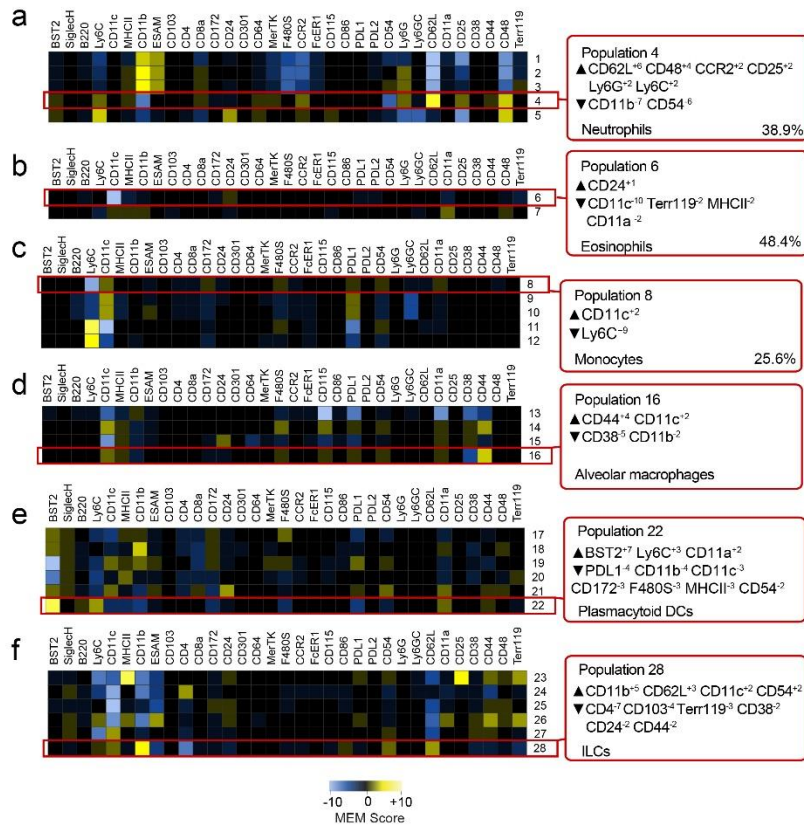 a
BST2 SiglecH B220 Ly6C CD11c MHCII CD11b ESAM CD103 CD4 CD8a CD172 CD24 CD301 CD64 MerTK F480S CCR2 FcER1 CD115 CD86 PDL1 PDL2 CD54 Ly6G Ly6GC CD62L CD11a CD25 CD38 CD44 CD48 Terr119
1
2
3
4
5
Population 4
▲CD62L+6 CD48+4 CCR2+2 CD25+2
Ly6G+2 Ly6C+2
▼CD11b-7 CD54-6
Neutrophils 38.9%
b
BST2 SiglecH B220 Ly6C CD11c MHCII CD11b ESAM CD103 CD4 CD8a CD172 CD24 CD301 CD64 MerTK F480S CCR2 FcER1 CD115 CD86 PDL1 PDL2 CD54 Ly6G Ly6GC CD62L CD11a CD25 CD38 CD44 CD48 Terr119
6
7
Population 6
▲CD24+1
▼CD11c-10 Terr119-2 MHCII-2
CD11a-2
Eosinophils 48.4%
c
BST2 SiglecH B220 Ly6C CD11c MHCII CD11b ESAM CD103 CD4 CD8a CD172 CD24 CD301 CD64 MerTK F480S CCR2 FcER1 CD115 CD86 PDL1 PDL2 CD54 Ly6G Ly6GC CD62L CD11a CD25 CD38 CD44 CD48 Terr119
8
9
10
11
12
Population 8
▲CD11c+2
▼Ly6C-9
Monocytes 25.6%
d
BST2 SiglecH B220 Ly6C CD11c MHCII CD11b ESAM CD103 CD4 CD8a CD172 CD24 CD301 CD64 MerTK F480S CCR2 FcER1 CD115 CD86 PDL1 PDL2 CD54 Ly6G Ly6GC CD62L CD11a CD25 CD38 CD44 CD48 Terr119
13
14
15
16
Population 16
▲CD44+4 CD11c+2
▼CD38-5 CD11b-2
Alveolar macrophages
e
BST2 SiglecH B220 Ly6C CD11c MHCII CD11b ESAM CD103 CD4 CD8a CD172 CD24 CD301 CD64 MerTK F480S CCR2 FcER1 CD115 CD86 PDL1 PDL2 CD54 Ly6G Ly6GC CD62L CD11a CD25 CD38 CD44 CD48 Terr119
17
18
19
20
21
22
Population 22
▲BST2+7 Ly6C+3 CD11a+2
▼PDL1-4 CD11b-4 CD11c-3
CD172-3 F480S-3 MHCII-3 CD54-2
Plasmacytoid DCs
f
BST2 SiglecH B220 Ly6C CD11c MHCII CD11b ESAM CD103 CD4 CD8a CD172 CD24 CD301 CD64 MerTK F480S CCR2 FcER1 CD115 CD86 PDL1 PDL2 CD54 Ly6G Ly6GC CD62L CD11a CD25 CD38 CD44 CD48 Terr119
23
24
25
26
27
28
Population 28
▲CD11b+5 CD62L+3 CD11c+2 CD54+2
▼CD4-7 CD103-4 Terr119-3 CD38-2
CD24-2 CD44-2
ILCs
-10 0 +10
MEM Score